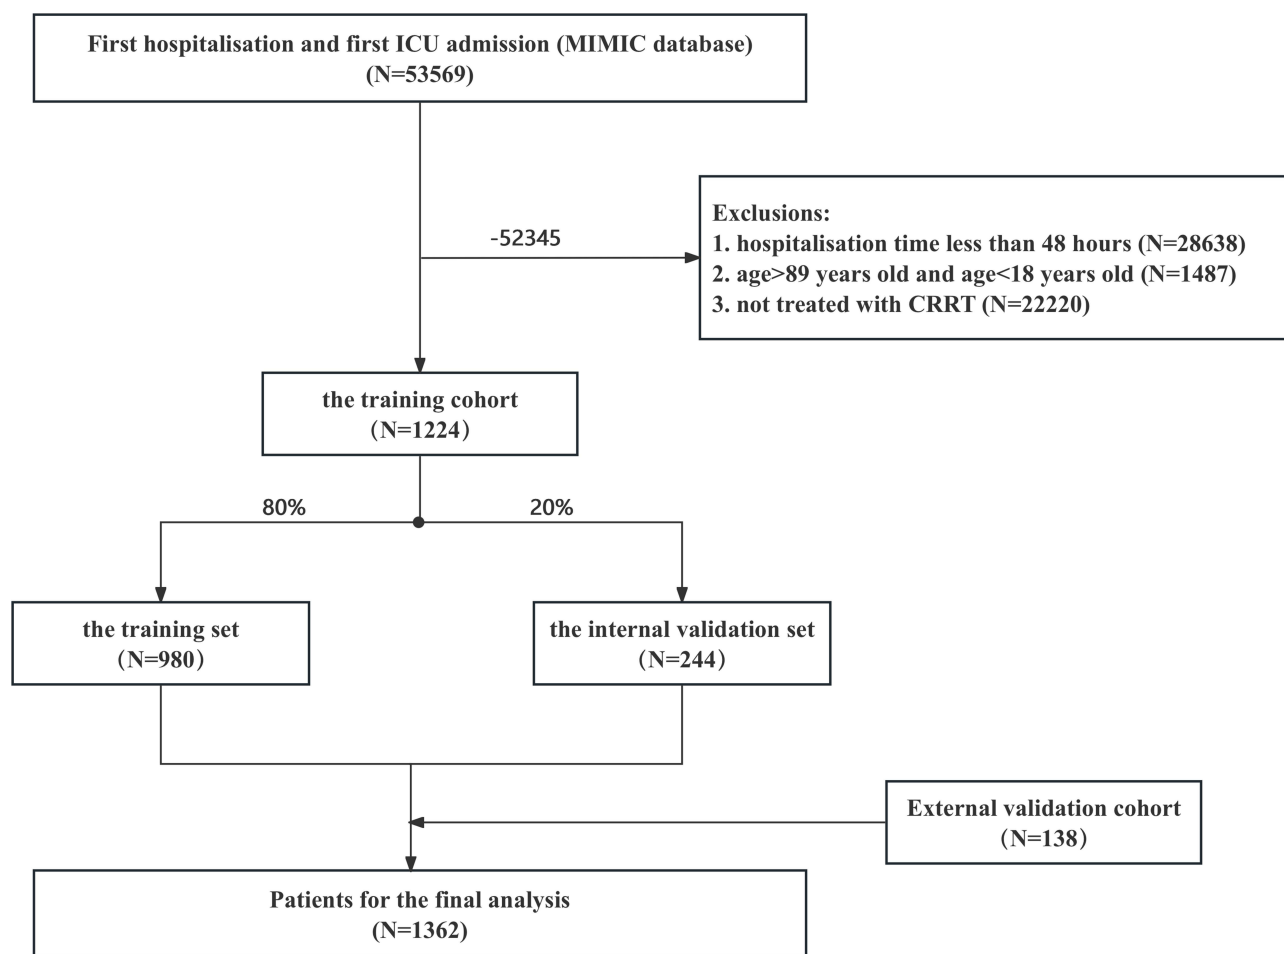 First hospitalisation and first ICU admission (MIMIC database)
(N=53569)
-52345
Exclusions:
1. hospitalisation time less than 48 hours (N=28638)
2. age>89 years old and age<18 years old (N=1487)
3. not treated with CRRT (N=22220)
the training cohort
（N=1224）
80%
20%
the training set
（N=980）
the internal validation set
（N=244）
External validation cohort
（N=138）
Patients for the final analysis
(N=1362)